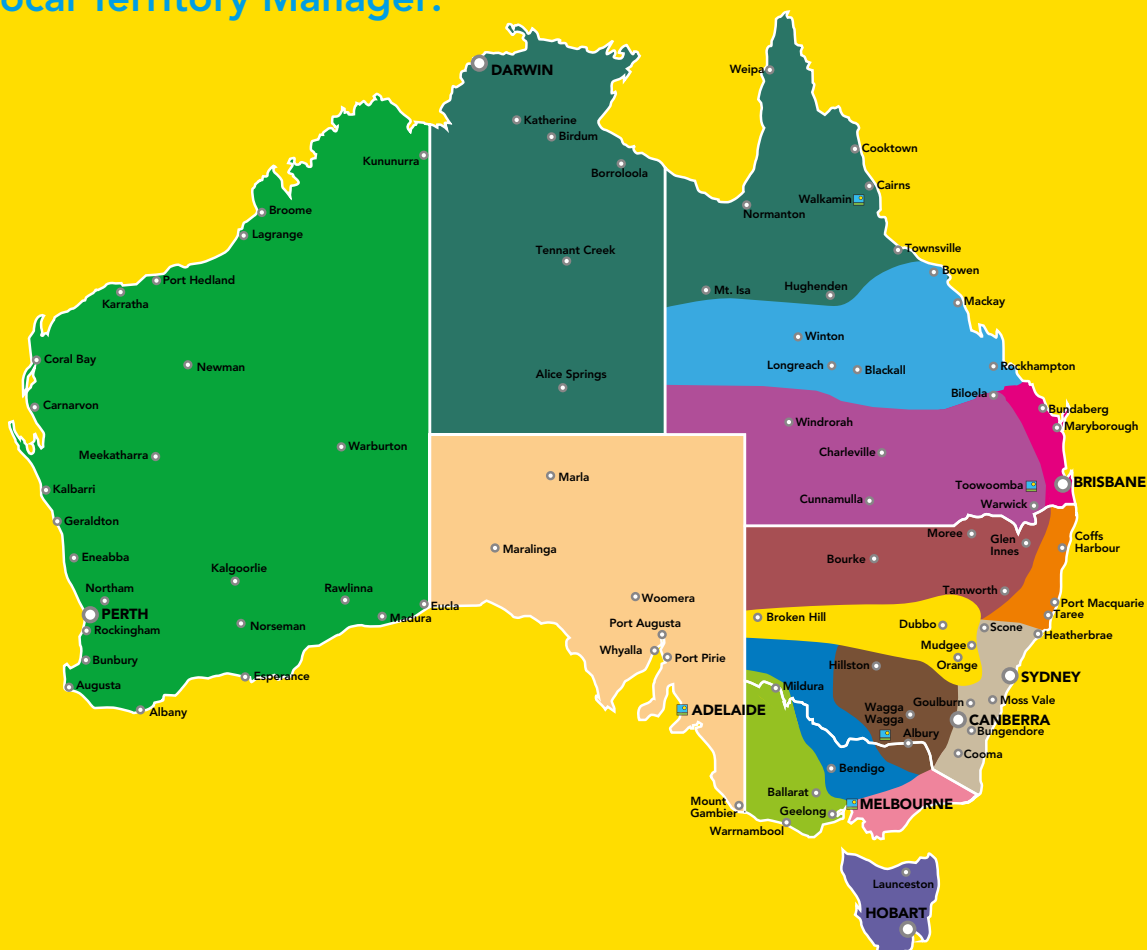 ocal Territory Manager.
DARWIN
Weipa
Katherine
Birdum
Cooktown
Kununurra
Borroloola
Cairns
Walkamin
Normanton
Broome
Lagrange
Tennant Creek
Townsville
Bowen
Port Hedland
Karratha
Mt. Isa
Hughenden
Mackay
Winton
Coral Bay
Newman
Longreach
Blackall
Rockhampton
Alice Springs
Biloela
Carnarvon
Bundaberg
Windrorah
Maryborough
Warburton
Charleville
Meekatharra
Marla
Kalbarri
Toowoomba
BRISBANE
Cunnamulla
Warwick
Geraldton
Moree
Glen
Innes
Coffs
Harbour
Maralinga
Eneabba
Bourke
Kalgoorlie
Northam
Rawlinna
Tamworth
Woomera
Eucla
Port Macquarie
PERTH
Madura
Broken Hill
Taree
Rockingham
Norseman
Port Augusta
Dubbo
Scone
Heatherbrae
Whyalla
Port Pirie
Mudgee
Bunbury
Hillston
Orange
Esperance
SYDNEY
Augusta
Mildura
Albany
ADELAIDE
Wagga
Wagga
Goulburn
Moss Vale
CANBERRA
Albury
Bungendore
Cooma
Bendigo
Ballarat
Mount
Gambier
MELBOURNE
Geelong
Warrnambool
Launceston
HOBART